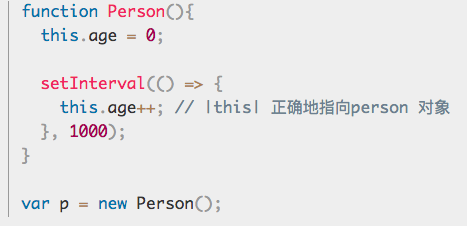 function Person(){
  this.age = 0;

  setInterval(() => {
    this.age++; // |this| 正确地指向person 对象
  }, 1000);
}

var p = new Person();